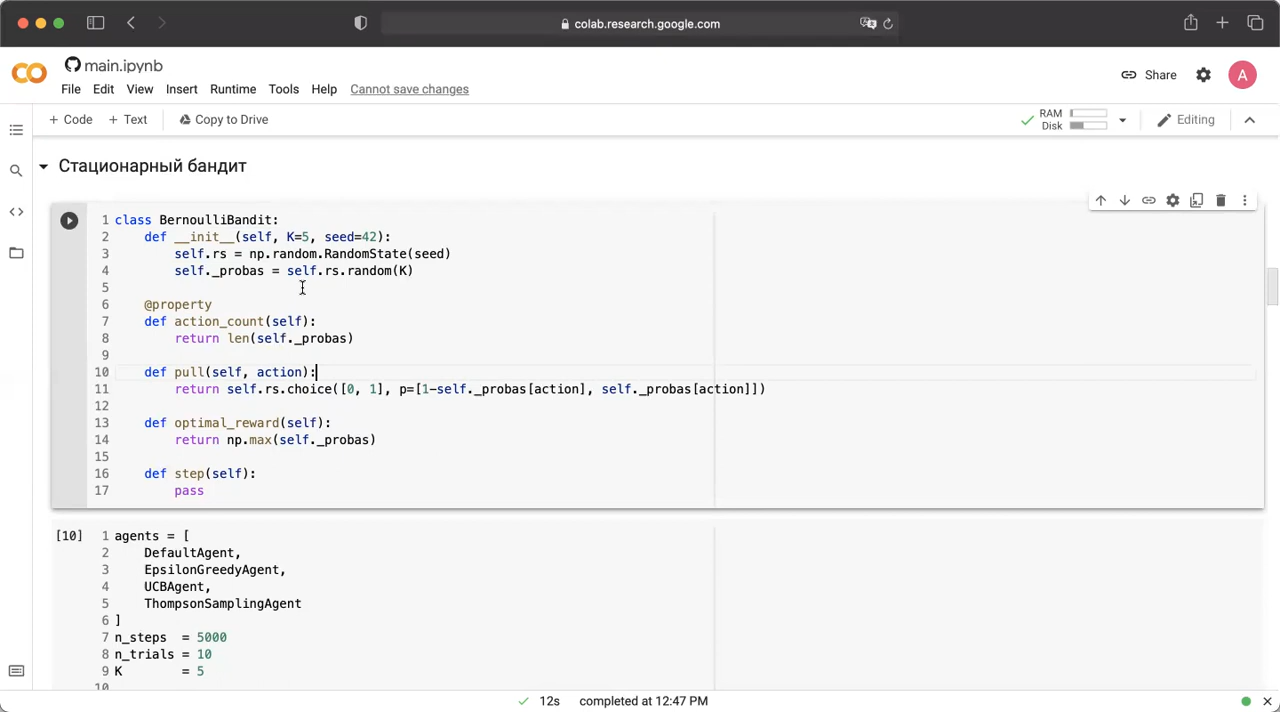 colab.research.google.com
main.ipynb
File Edit View Insert Runtime Tools Help Cannot save changes
Share
A
+ Code + Text Copy to Drive
RAM
Disk
Editing
Стационарный бандит
1 class BernoulliBandit:
2 def __init__(self, K=5, seed=42):
3 self.rs = np.random.RandomState(seed)
4 self._probas = self.rs.random(K)
5
6 @property
7 def action_count(self):
8 return len(self._probas)
9
10 def pull(self, action):
11 return self.rs.choice([0, 1], p=[1-self._probas[action], self._probas[action]])
12
13 def optimal_reward(self):
14 return np.max(self._probas)
15
16 def step(self):
17 pass
[10] 1 agents = [
2 DefaultAgent,
3 EpsilonGreedyAgent,
4 UCBAgent,
5 ThompsonSamplingAgent
6 ]
7 n_steps = 5000
8 n_trials = 10
9 K = 5
10
12s completed at 12:47 PM